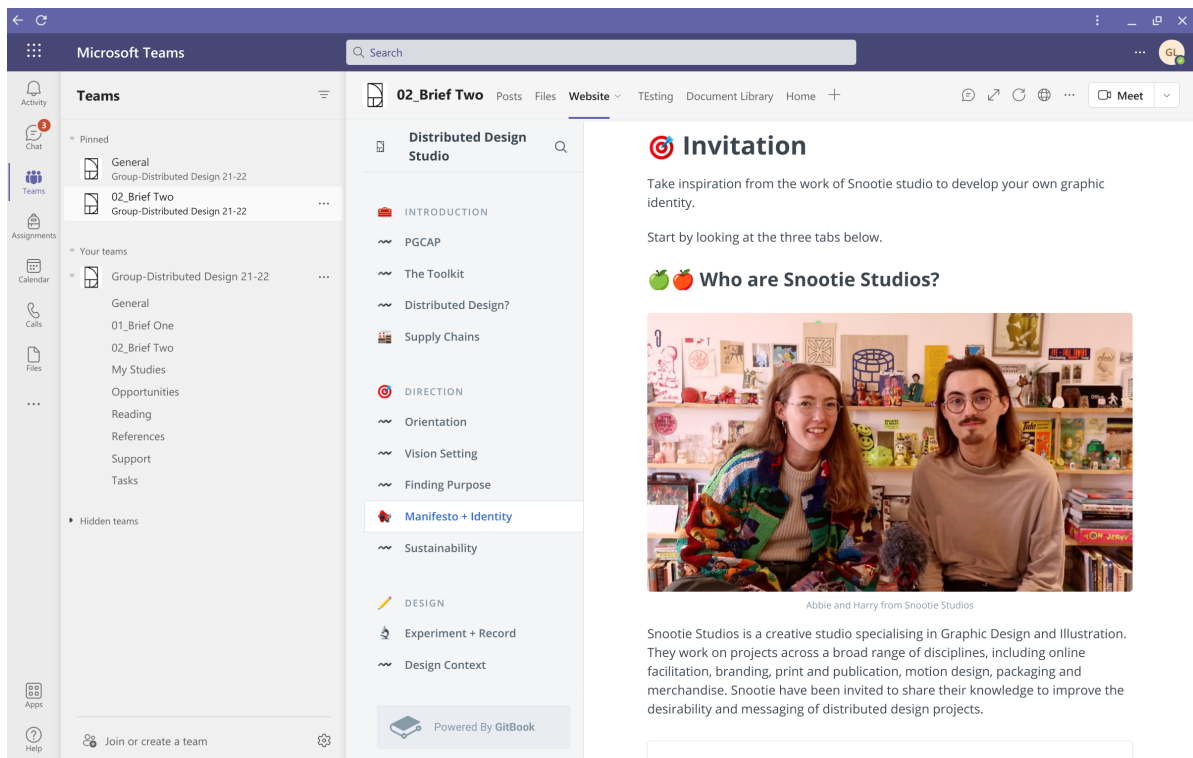 Microsoft Teams
Search
GL
Activity
3
Chat
Teams
Assignments
Calendar
Calls
Files
Apps
Help
Teams
Pinned
General
Group-Distributed Design 21-22
02_Brief Two
Group-Distributed Design 21-22
Your teams
Group-Distributed Design 21-22
General
01_Brief One
02_Brief Two
My Studies
Opportunities
Reading
References
Support
Tasks
Hidden teams
Join or create a team
02_Brief Two Posts Files Website TEsting Document Library Home
Meet
Distributed Design
Studio
INTRODUCTION
PGCAP
The Toolkit
Distributed Design?
Supply Chains
DIRECTION
Orientation
Vision Setting
Finding Purpose
Manifesto + Identity
Sustainability
DESIGN
Experiment + Record
Design Context
Powered By GitBook
Invitation
Take inspiration from the work of Snootie studio to develop your own graphic
identity.
Start by looking at the three tabs below.
Who are Snootie Studios?
Tide
Abbie and Harry from Snootie Studios
Snootie Studios is a creative studio specialising in Graphic Design and Illustration.
They work on projects across a broad range of disciplines, including online
facilitation, branding, print and publication, motion design, packaging and
merchandise. Snootie have been invited to share their knowledge to improve the
desirability and messaging of distributed design projects.